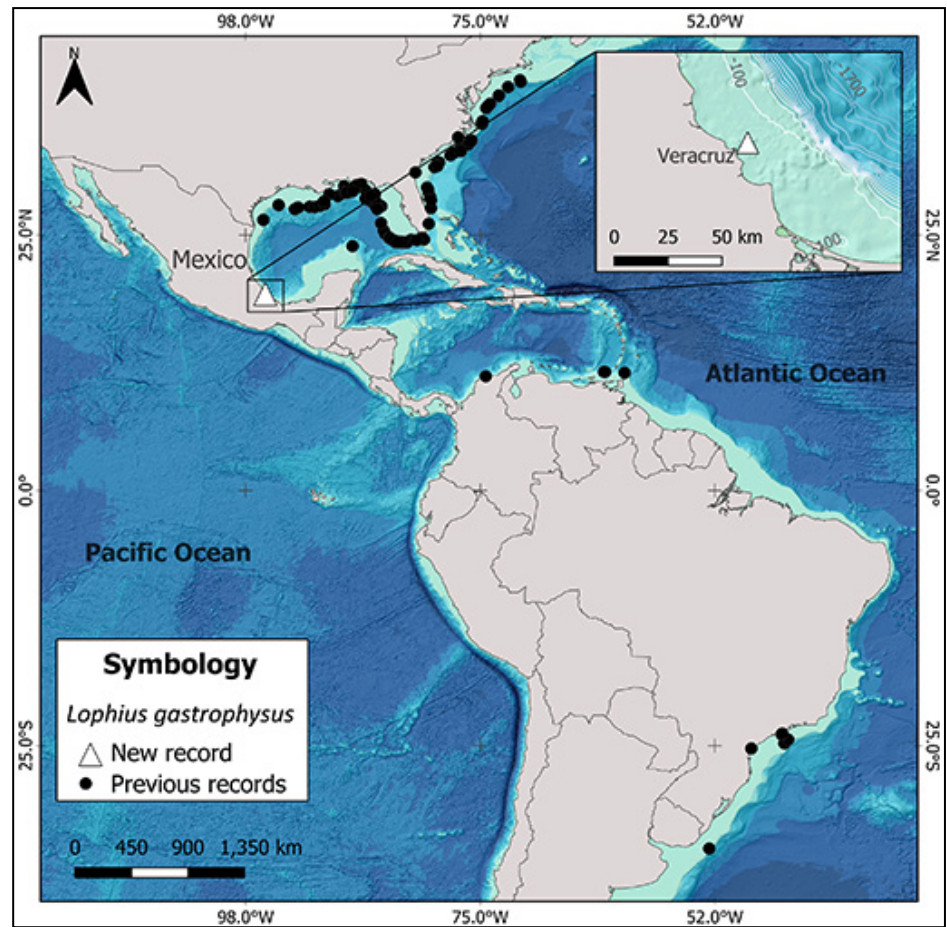 98.0°W 75.0°W 52.0°W
N
-100
-1700
Veracruz
0 25 50 km
-100
25.0°N
25.0°N
Mexico
Atlantic Ocean
0.0°
0.0°
Pacific Ocean
Symbology
Lophius gastrophysus
New record
Previous records
25.0°S
25.0°S
0 450 900 1,350 km
98.0°W 75.0°W 52.0°W